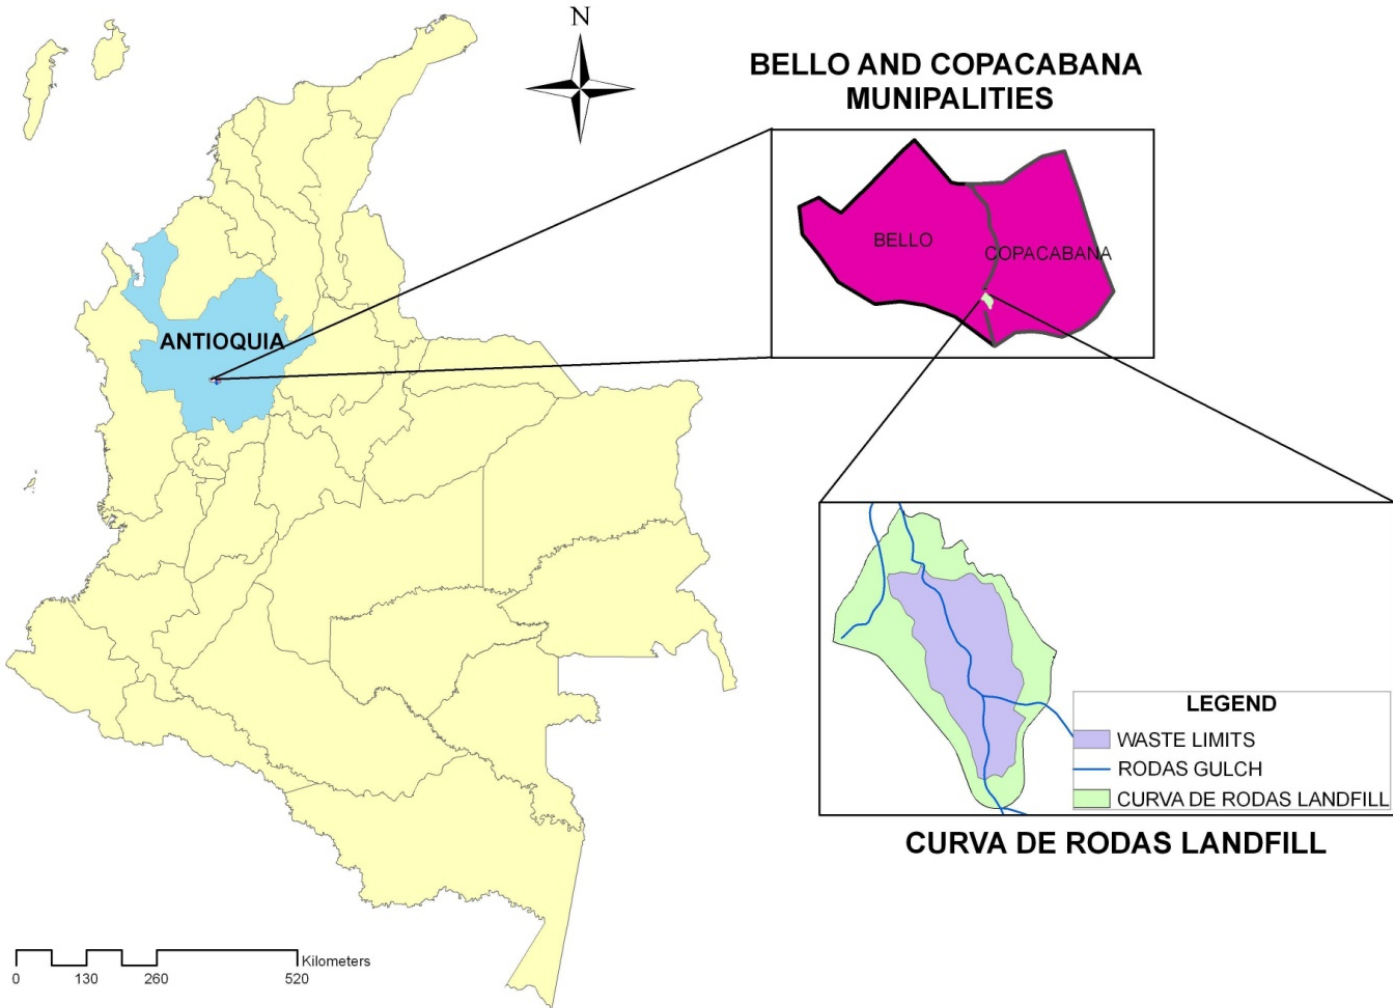 N
BELLO AND COPACABANA
MUNIPALITIES
BELLO
COPACABANA
ANTIOQUIA
LEGEND
WASTE LIMITS
RODAS GULCH
CURVA DE RODAS LANDFILL
CURVA DE RODAS LANDFILL
Kilometers
0 130 260 520